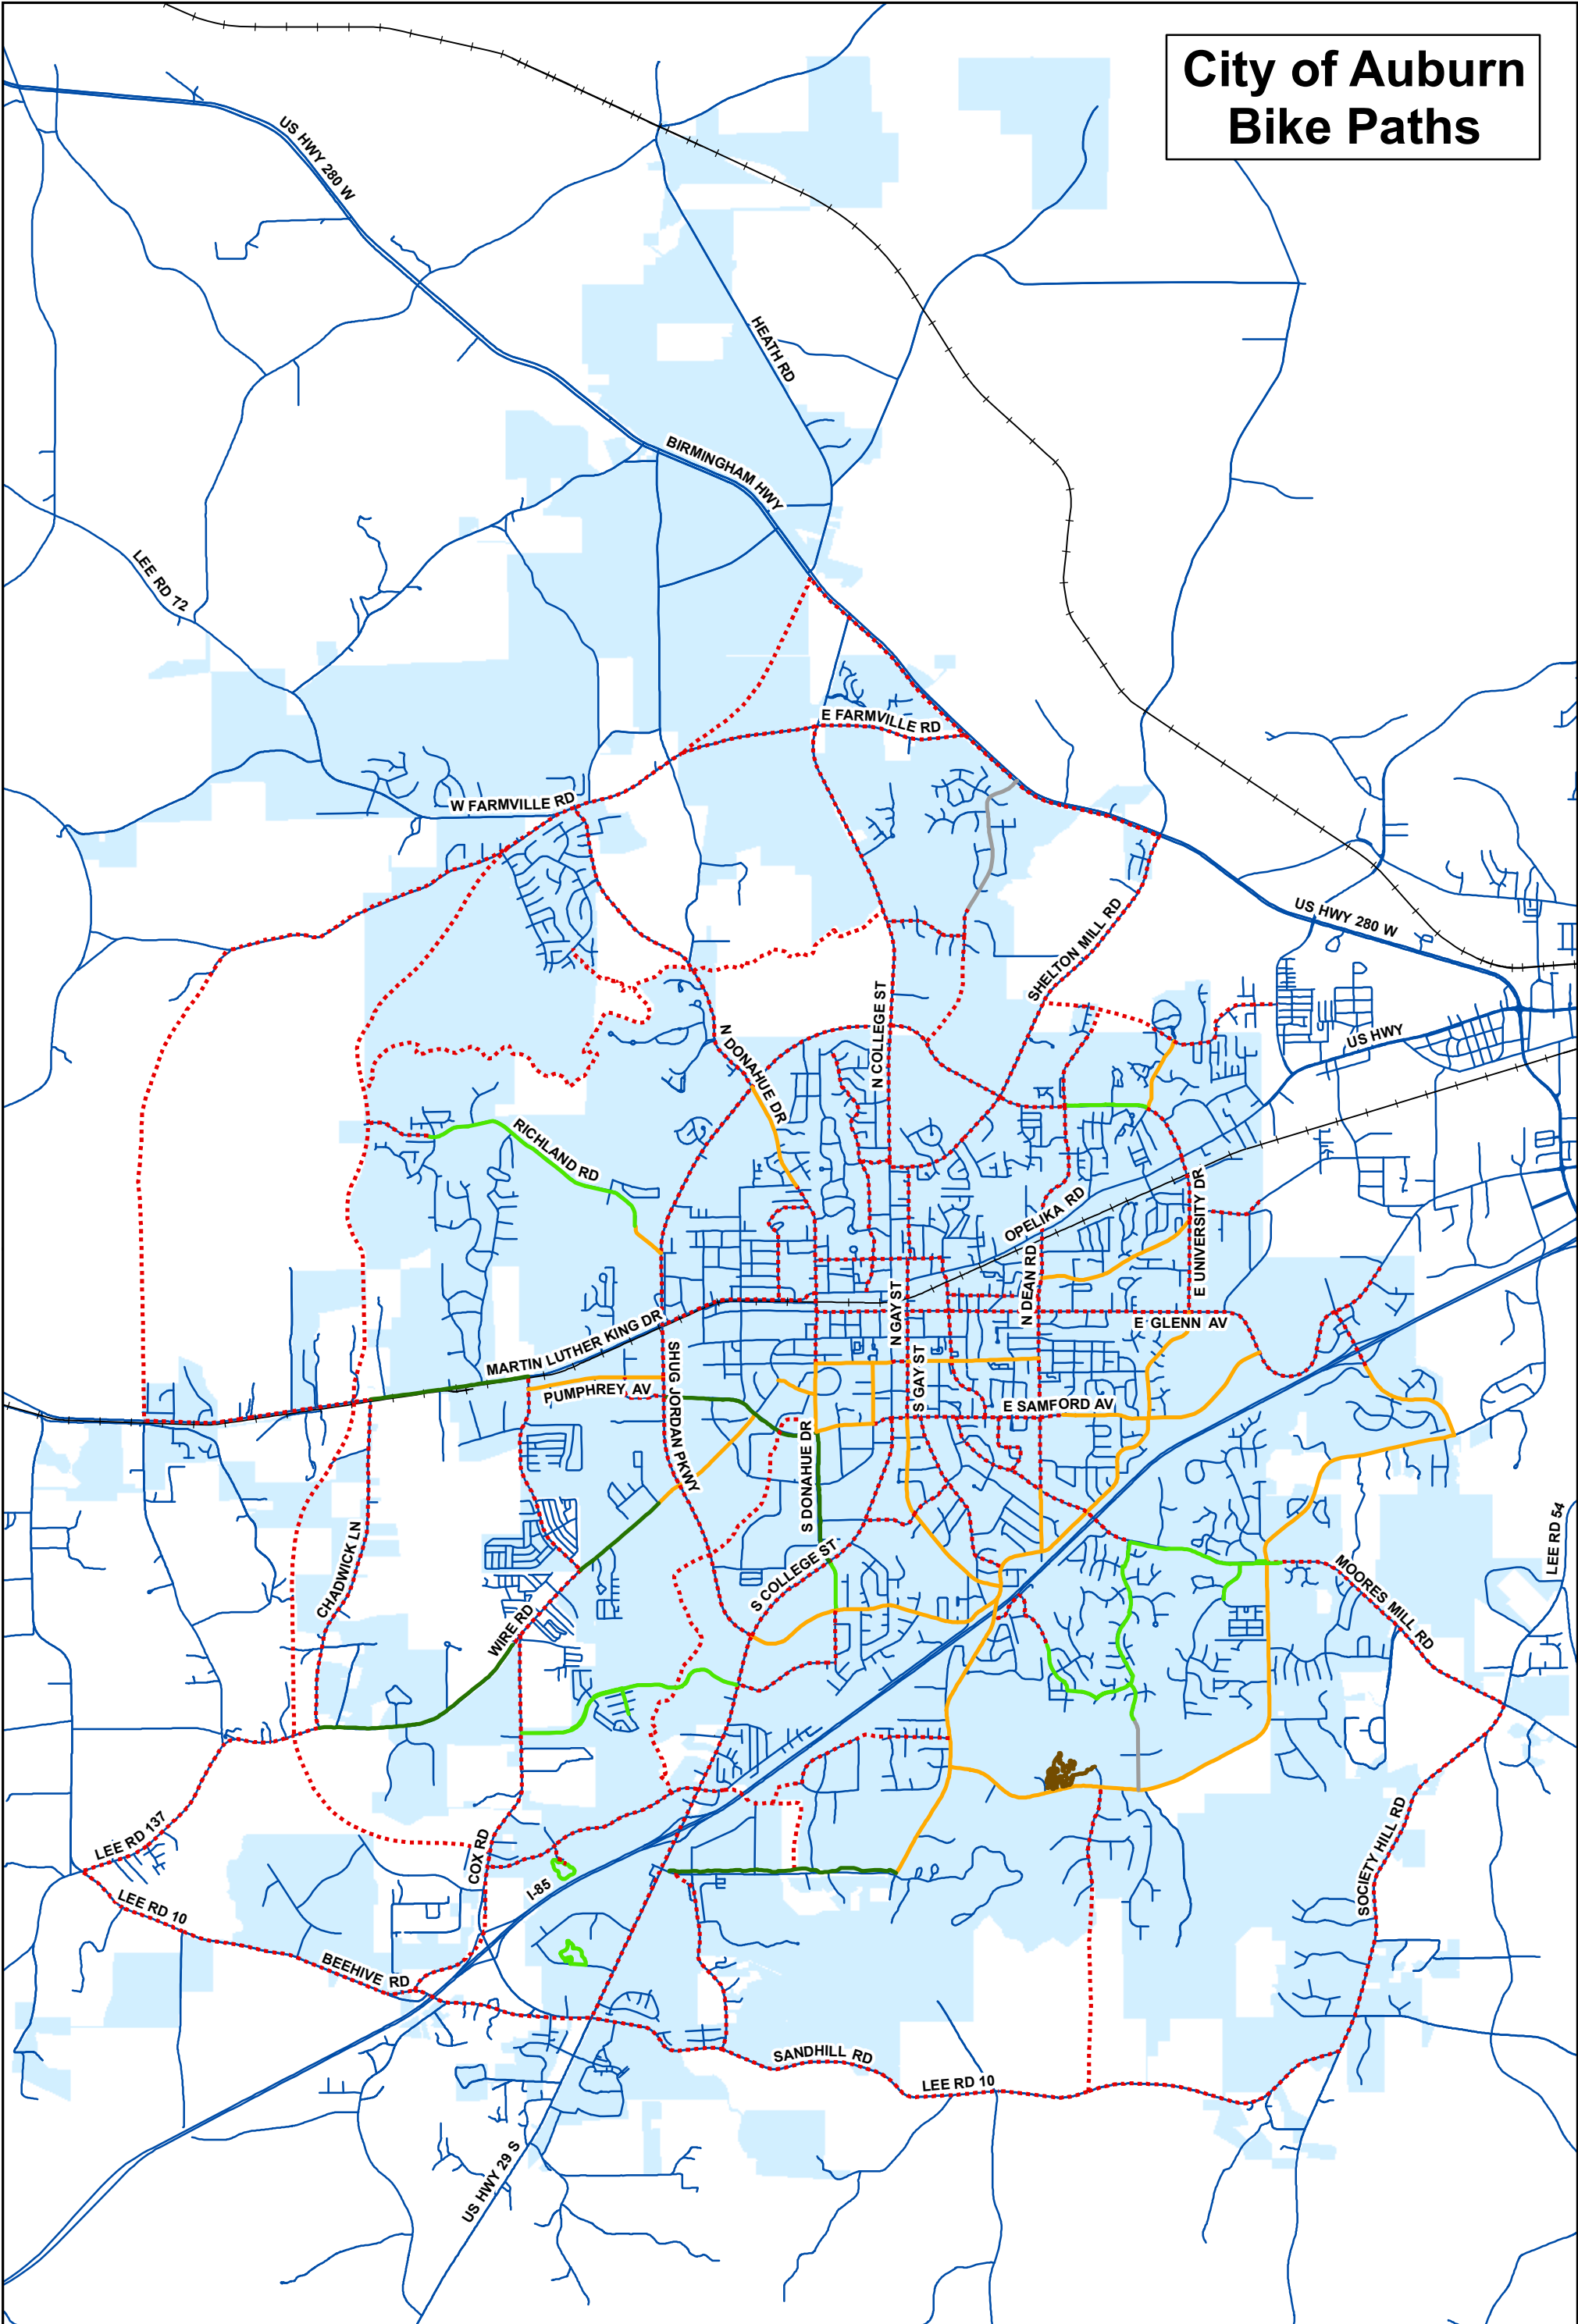 City of Auburn
Bike Paths
US HWY 280 W
HEATH RD
BIRMINGHAM HWY
LEE RD 72
E FARMVILLE RD
W FARMVILLE RD
US HWY 280 W
SHELTON MILL RD
N COLLEGE ST
US HWY
N DONAHUE DR
RICHLAND RD
OPELIKA RD
E UNIVERSITY DR
N DEAN RD
N GAY ST
E GLENN AV
MARTIN LUTHER KING DR
SHUG JORDAN PKWY
S GAY ST
PUMPHREY AV
E SAMFORD AV
S DONAHUE DR
CHADWICK LN
LEE RD 54
S COLLEGE ST
MOORES MILL RD
WIRE RD
LEE RD 137
COX RD
SOCIETY HILL RD
I-85
LEE RD 10
BEEHIVE RD
SANDHILL RD
LEE RD 10
US HWY 29 S